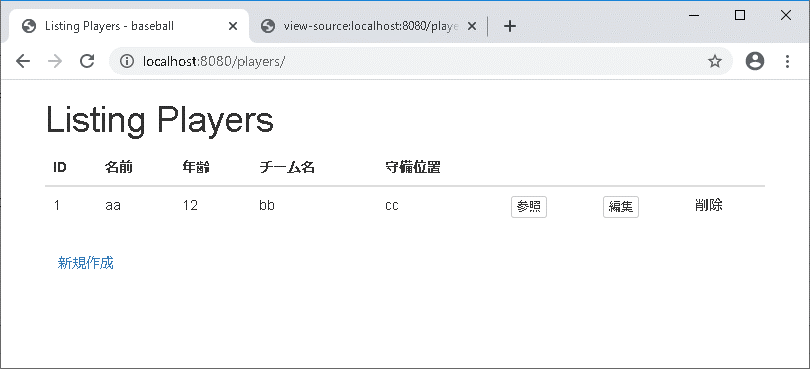 Listing Players - baseball
view-source:localhost:8080/playe
localhost:8080/players/
Listing Players
ID 名前 年齢 チーム名 守備位置
1 aa 12 bb cc 参照 編集 削除
新規作成